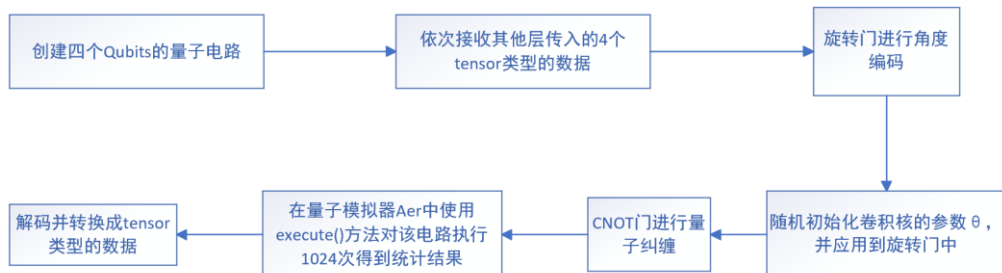 创建四个Qubits的量子电路
依次接收其他层传入的4个
tensor类型的数据
旋转门进行角度
编码
随机初始化卷积核的参数θ，
并应用到旋转门中
CNOT门进行量
子纠缠
在量子模拟器Aer中使用
execute()方法对该电路执行
1024次得到统计结果
解码并转换成tensor
类型的数据